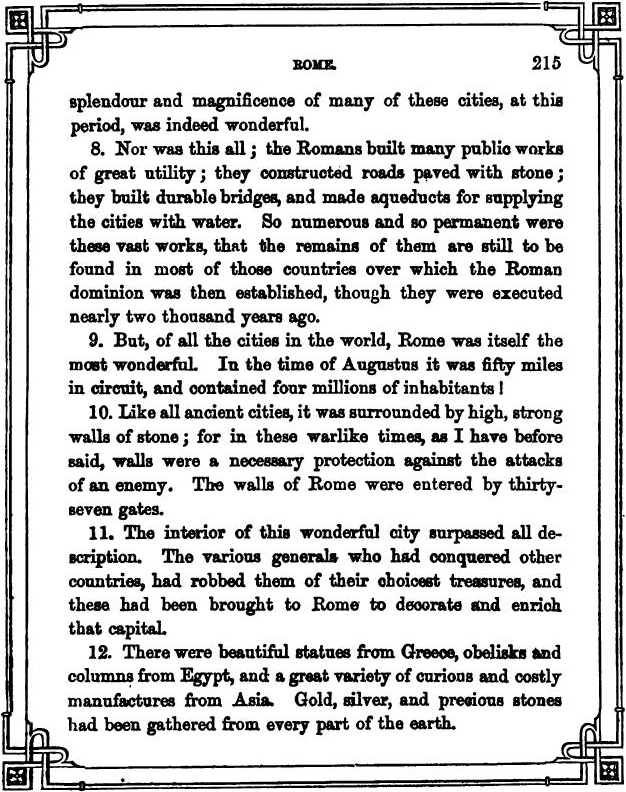 ROME. 215
splendour and magnificence of many of these cities, at this
period, was indeed wonderful.
8. Nor was this all; the Romans built many public works
of great utility; they constructed roads paved with stone;
they built durable bridges, and made aqueducts for supplying
the cities with water. So numerous and so permanent were
these vast works, that the remains of them are still to be
found in most of those countries over which the Roman
dominion was then established, though they were executed
nearly two thousand years ago.
9. But, of all the cities in the world, Rome was itself the
most wonderful. In the time of Augustus it was fifty miles
in circuit, and contained four millions of inhabitants!
10. Like all ancient cities, it was surrounded by high, strong
walls of stone; for in these warlike times, as I have before
said, walls were a necessary protection against the attacks
of an enemy. The walls of Rome were entered by thirty-
seven gates.
11. The interior of this wonderful city surpassed all de-
scription. The various generals who had conquered other
countries, had robbed them of their choicest treasures, and
these had been brought to Rome to decorate and enrich
that capital.
12. There were beautiful statues from Greece, obelisks and
columns from Egypt, and a great variety of curious and costly
manufactures from Asia. Gold, silver, and precious stones
had been gathered from every part of the earth.